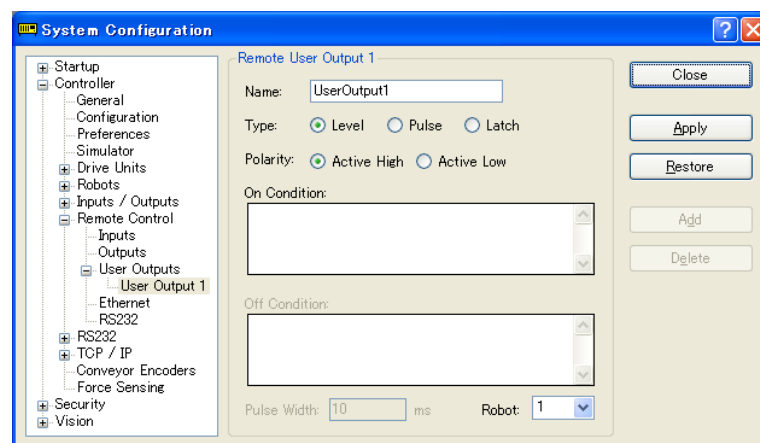 System Configuration
Startup
Controller
General
Configuration
Preferences
Simulator
Drive Units
Robots
Inputs / Outputs
Remote Control
Inputs
Outputs
User Outputs
User Output 1
Ethernet
RS232
RS232
TCP / IP
Conveyor Encoders
Force Sensing
Security
Vision
Remote User Output 1
Name: UserOutput1
Type: Level Pulse Latch
Polarity: Active High Active Low
On Condition:
Off Condition:
Pulse Width: 10 ms Robot: 1
Close
Apply
Restore
Add
Delete